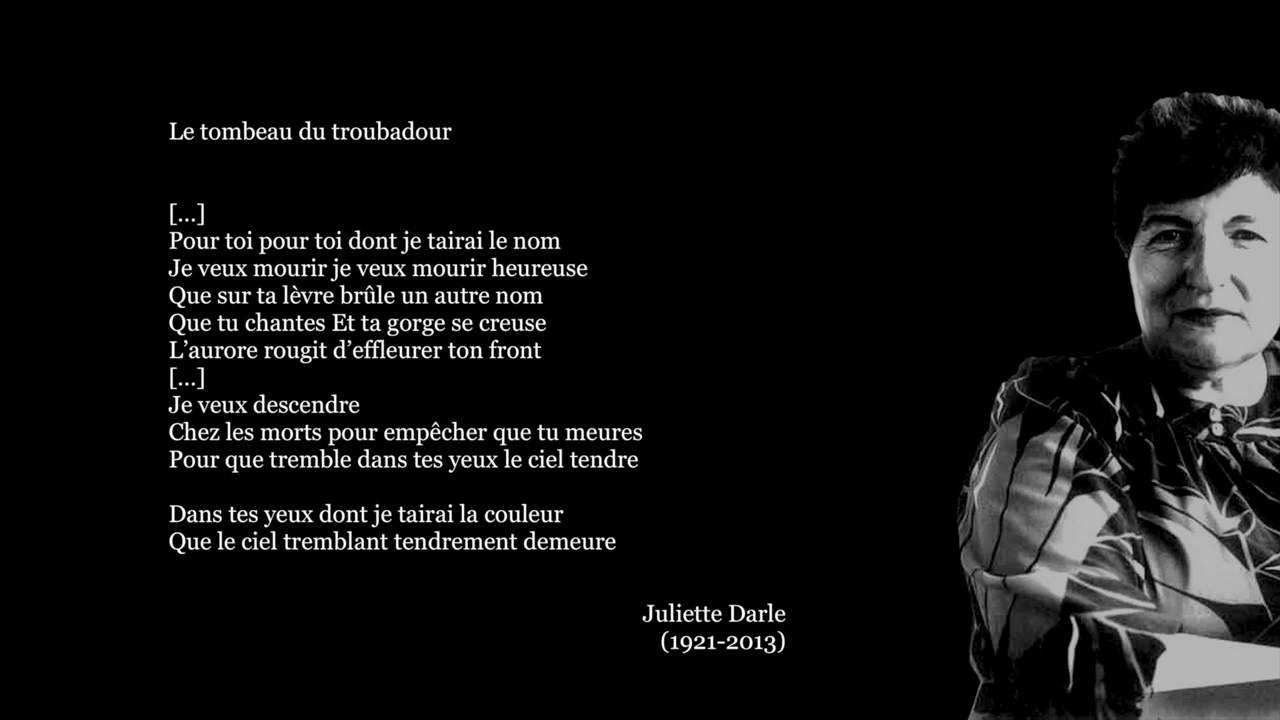 Le tombeau du troubadour
[...]
Pour toi pour toi dont je tairai le nom
Je veux mourir je veux mourir heureuse
Que sur ta lèvre brûle un autre nom
Que tu chantes Et ta gorge se creuse
L’aurore rougit d’effleurer ton front
[...]
Je veux descendre
Chez les morts pour empêcher que tu meures
Pour que tremble dans tes yeux le ciel tendre
Dans tes yeux dont je tairai la couleur
Que le ciel tremblant tendrement demeure
Juliette Darle
(1921-2013)